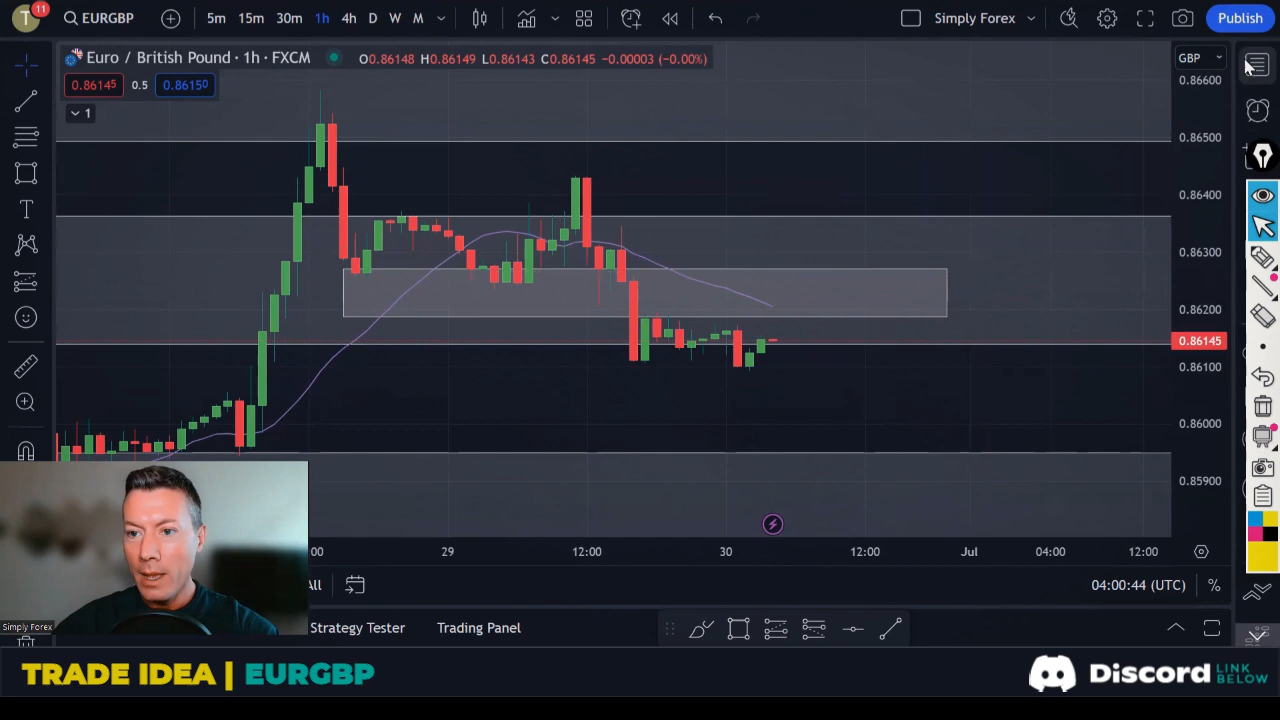 T
11
EURGBP
5m 15m 30m 1h 4h D W M
Simply Forex
Publish
Euro / British Pound · 1h · FXCM
O0.86148 H0.86149 L0.86143 C0.86145 -0.00003 (-0.00%)
GBP
0.86145 0.5 0.86150
1
0.86600
0.86500
0.86400
0.86300
0.86200
0.86145
0.86100
0.86000
0.85900
:00 29 12:00 30 12:00 Jul 04:00 12:00
All
04:00:44 (UTC) %
Simply Forex
Strategy Tester Trading Panel
TRADE IDEA | EURGBP
Discord LINK BELOW